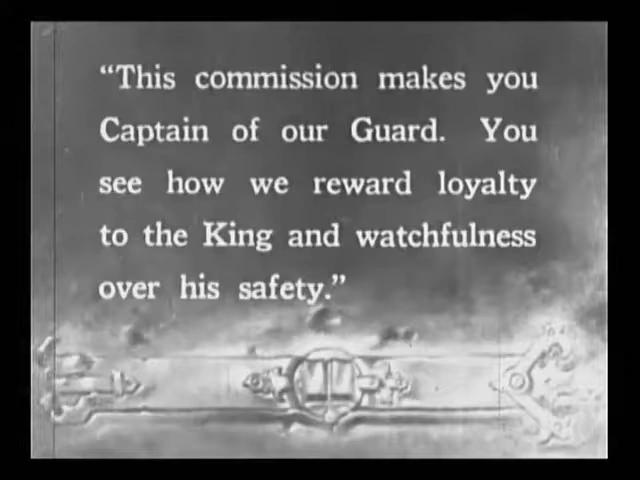 “This commission makes you
Captain of our Guard. You
see how we reward loyalty
to the King and watchfulness
over his safety.”